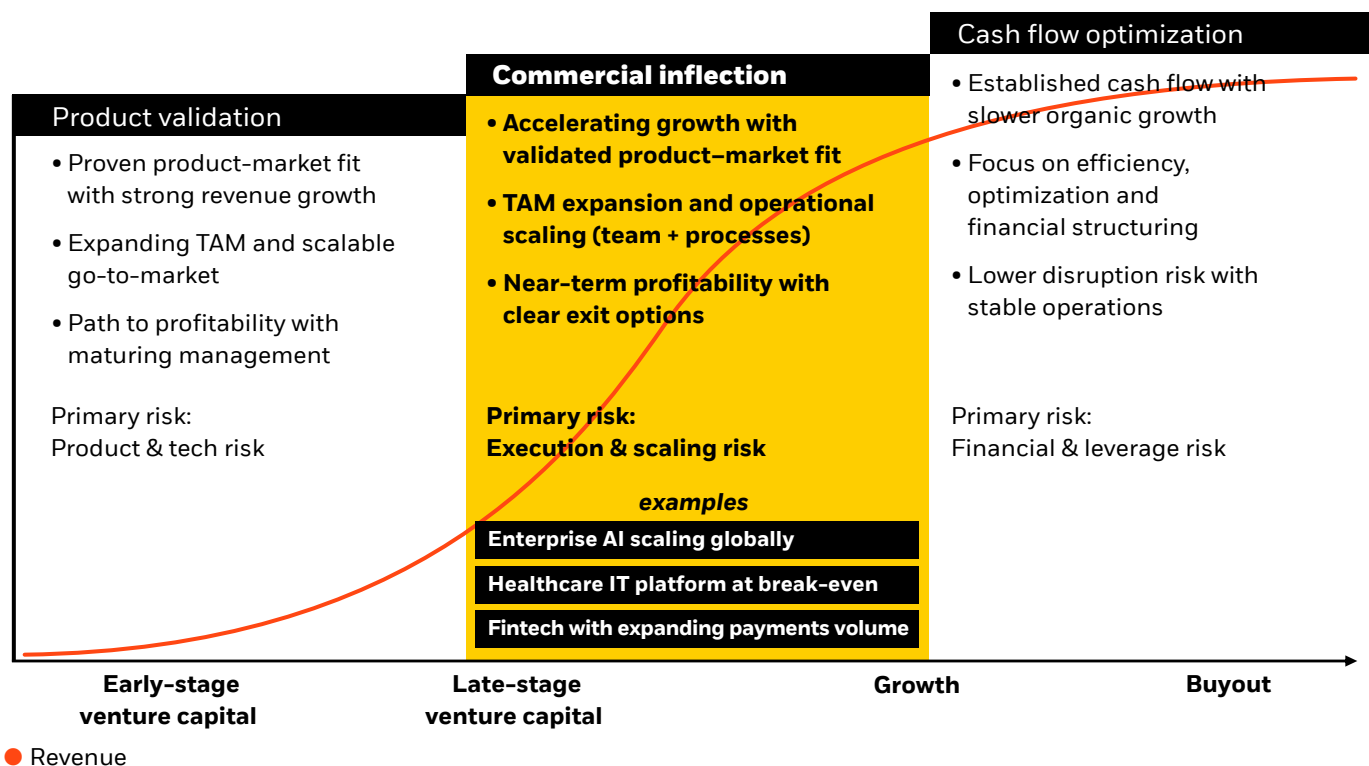 Product validation
• Proven product-market fit
with strong revenue growth
• Expanding TAM and scalable
go-to-market
• Path to profitability with
maturing management
Primary risk:
Product & tech risk
Commercial inflection
• Accelerating growth with
validated product–market fit
• TAM expansion and operational
scaling (team + processes)
• Near-term profitability with
clear exit options
Primary risk:
Execution & scaling risk
examples
Enterprise AI scaling globally
Healthcare IT platform at break-even
Fintech with expanding payments volume
Cash flow optimization
• Established cash flow with
slower organic growth
• Focus on efficiency,
optimization and
financial structuring
• Lower disruption risk with
stable operations
Primary risk:
Financial & leverage risk
Early-stage
venture capital
Late-stage
venture capital
Growth
Buyout
Revenue